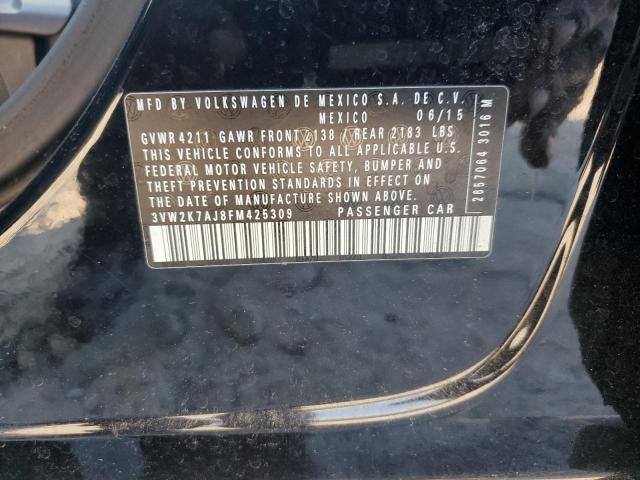 MFD BY VOLKSWAGEN DE MEXICO S.A. DE C.V.
MEXICO 06/15
GVWR4211 GAWR FRONT 2138 /REAR 2183 LBS
THIS VEHICLE CONFORMS TO ALL APPLICABLE U.S.
FEDERAL MOTOR VEHICLE SAFETY, BUMPER AND
THEFT PREVENTION STANDARDS IN EFFECT ON
THE DATE OF MANUFACTURE SHOWN ABOVE.
3VW2K7AJ8FM425309 PASSENGER CAR
2657064 3016 M